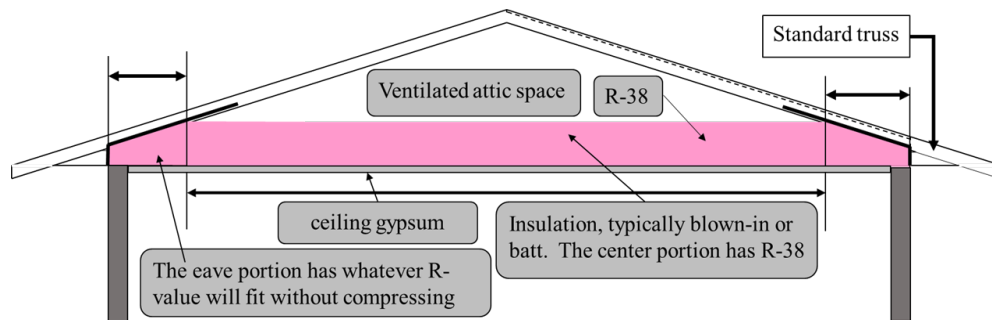 Standard truss
Ventilated attic space
R-38
ceiling gypsum
Insulation, typically blown-in or
batt. The center portion has R-38
The eave portion has whatever R-
value will fit without compressing